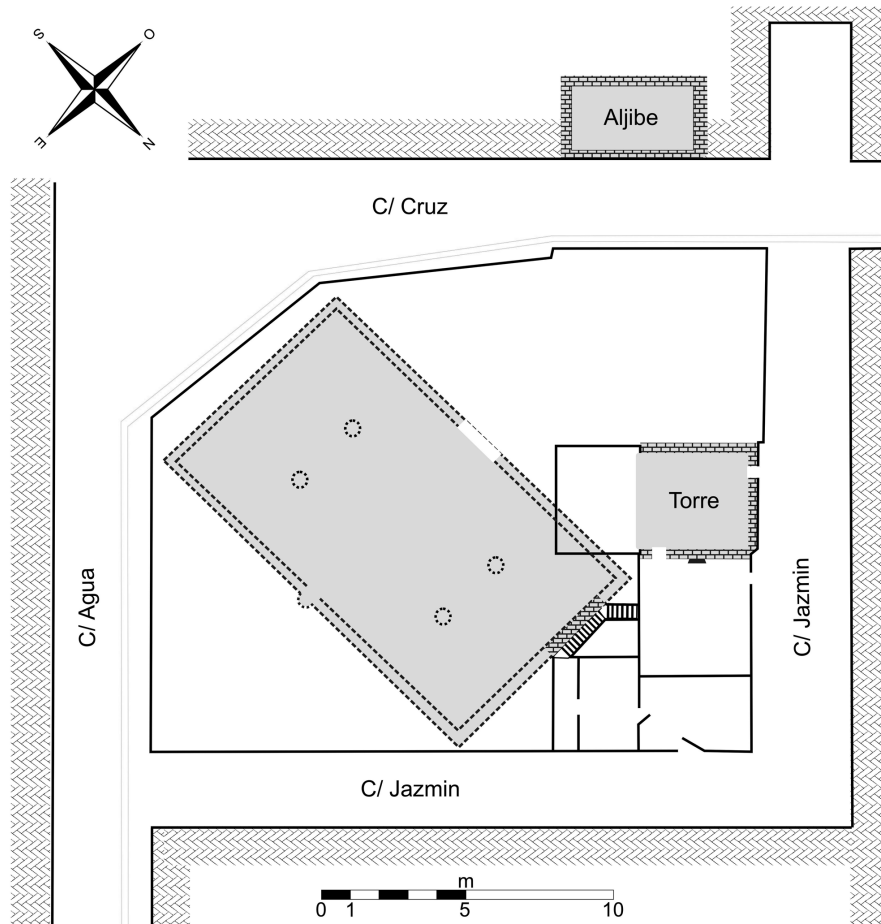 S
O
E
N
Aljibe
C/ Cruz
Torre
C/ Agua
C/ Jazmin
C/ Jazmin
m
0 1 5 10